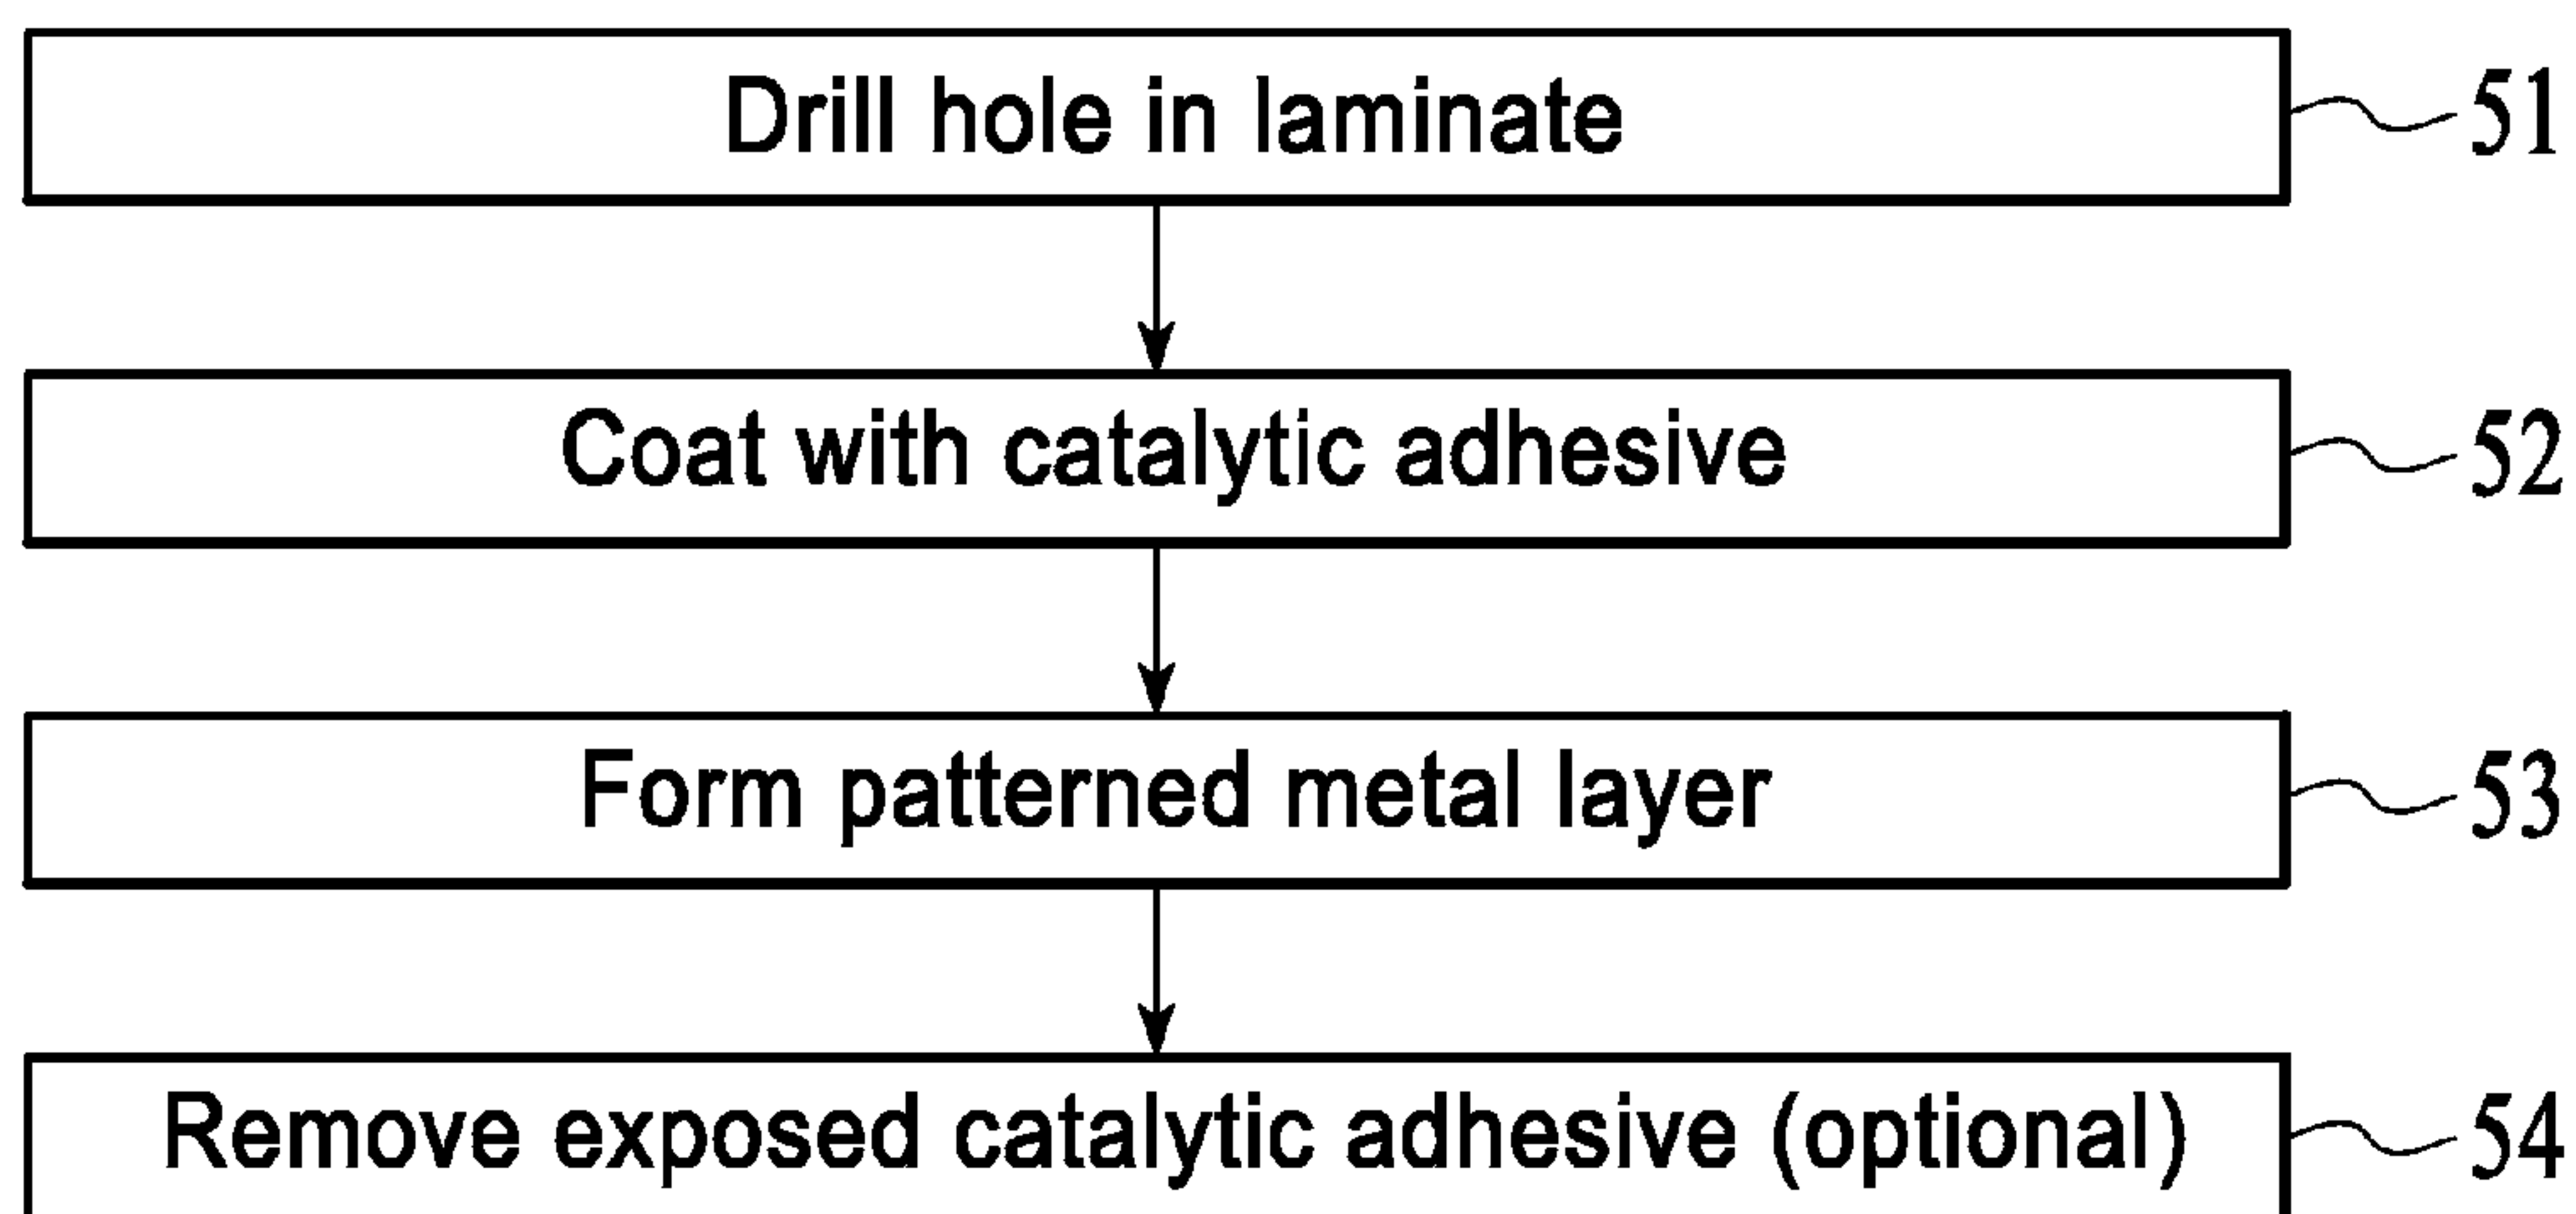 Drill hole in laminate 51
Coat with catalytic adhesive 52
Form patterned metal layer 53
Remove exposed catalytic adhesive (optional) 54